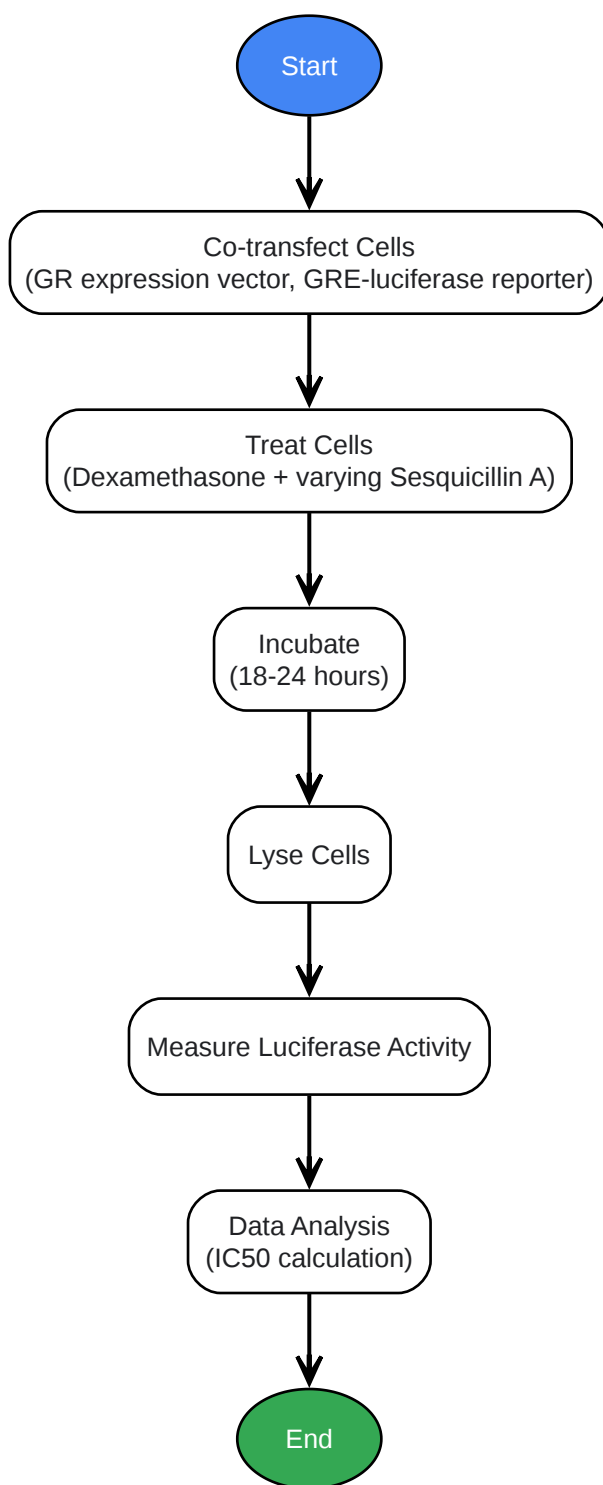 Start
Co-transfect Cells
(GR expression vector, GRE-luciferase reporter)
Treat Cells
(Dexamethasone + varying Sesquicillin A)
Incubate
(18-24 hours)
Lyse Cells
Measure Luciferase Activity
Data Analysis
(IC50 calculation)
End